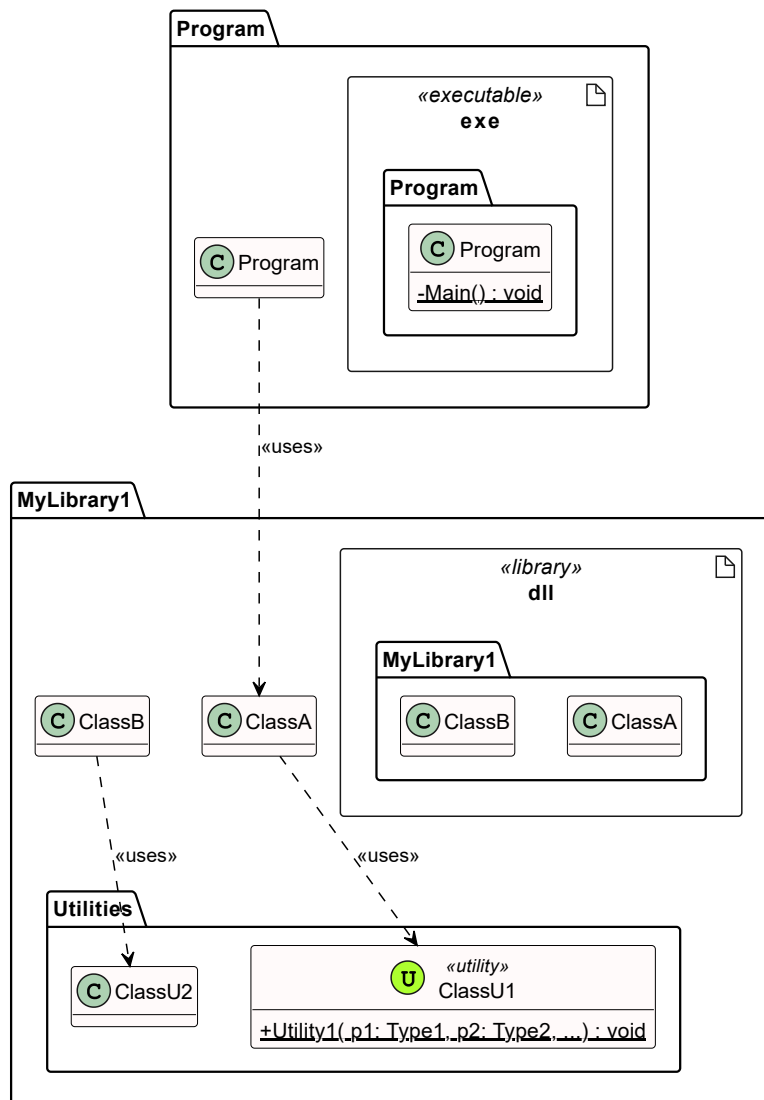 Program
«executable»
exe
Program
C Program
-Main() : void
C Program
«uses»
MyLibrary1
«library»
dll
MyLibrary1
C ClassB
C ClassA
C ClassB
C ClassA
«uses»
«uses»
Utilities
C ClassU2
U «utility»
ClassU1
+Utility1( p1: Type1, p2: Type2, ...) : void